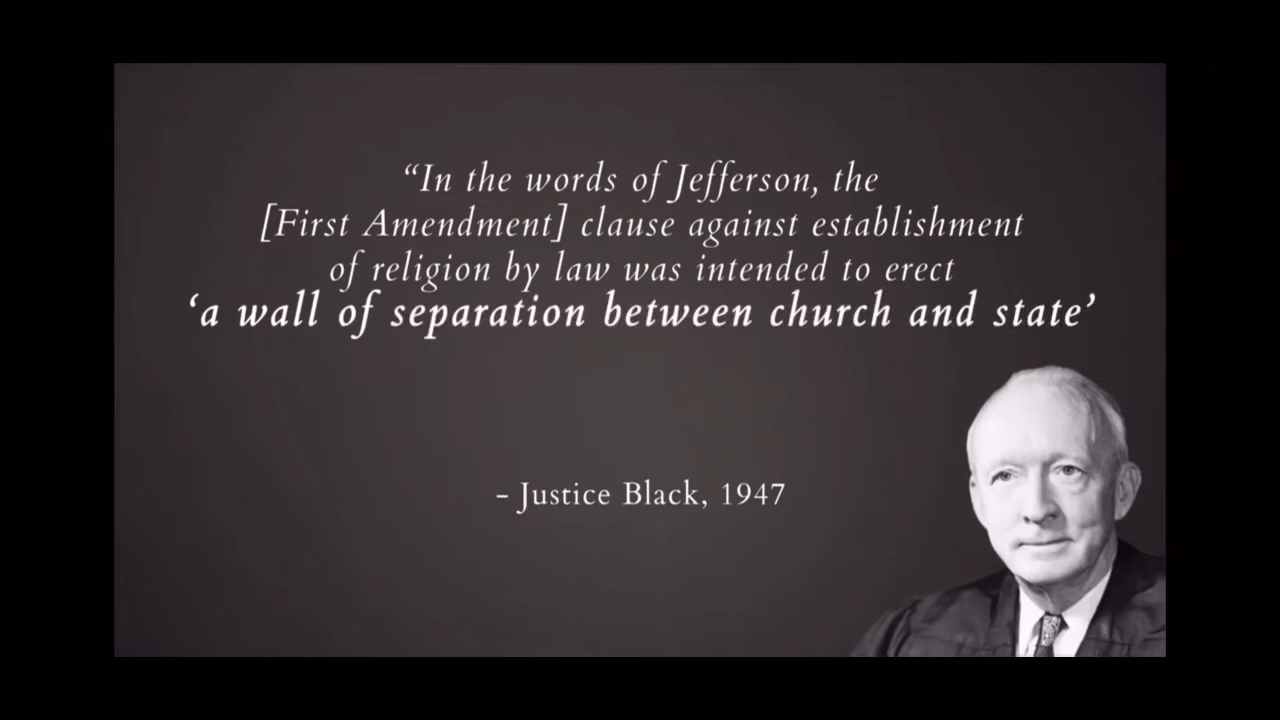 “In the words of Jefferson, the
[First Amendment] clause against establishment
of religion by law was intended to erect
‘a wall of separation between church and state’
- Justice Black, 1947